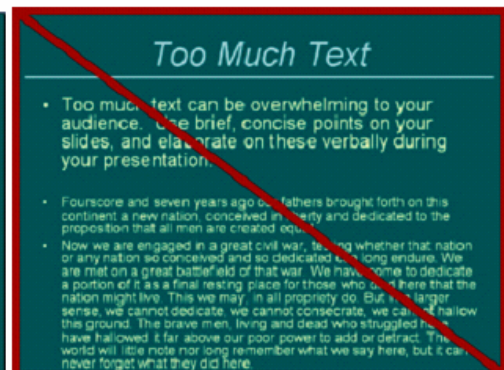 Too Much Text
• Too much text can be overwhelming to your
audience. Use brief, concise points on your
slides, and elaborate on these verbally during
your presentation.
• Fourscore and seven years ago our fathers brought forth on this
continent a new nation, conceived in liberty and dedicated to the
proposition that all men are created equal.
• Now we are engaged in a great civil war, testing whether that nation
or any nation so conceived and so dedicated can long endure. We
are met on a great battlefield of that war. We have come to dedicate
a portion of it as a final resting place for those who died here that the
nation might live. This we may, in all propriety do. But in a larger
sense, we cannot dedicate, we cannot consecrate, we cannot hallow
this ground. The brave men, living and dead who struggled here
have hallowed it far above our poor power to add or detract. The
world will little note nor long remember what we say here, but it can
never forget what they did here.